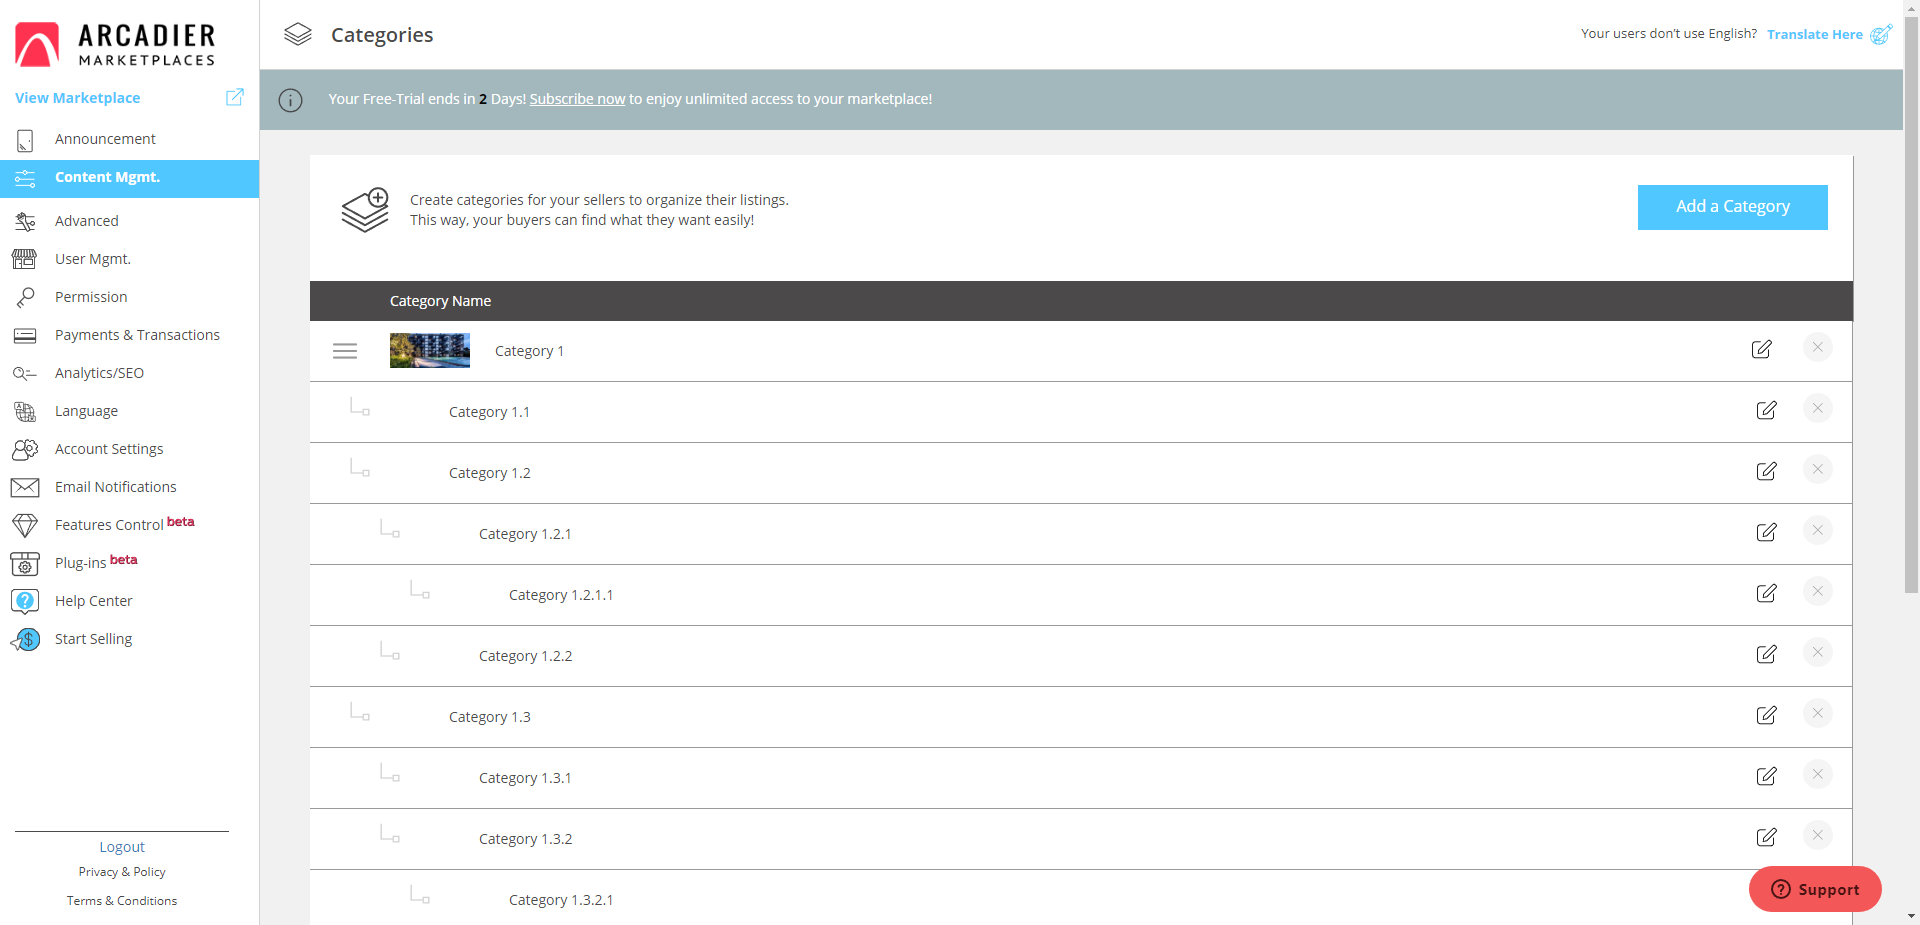 ARCADIER
MARKETPLACES
View Marketplace
Announcement
Content Mgmt.
Advanced
User Mgmt.
Permission
Payments & Transactions
Analytics/SEO
Language
Account Settings
Email Notifications
Features Control beta
Plug-ins beta
Help Center
Start Selling
Logout
Privacy & Policy
Terms & Conditions
Categories
Your users don't use English? Translate Here
Your Free-Trial ends in 2 Days! Subscribe now to enjoy unlimited access to your marketplace!
Create categories for your sellers to organize their listings.
This way, your buyers can find what they want easily!
Add a Category
Category Name
Category 1
Category 1.1
Category 1.2
Category 1.2.1
Category 1.2.1.1
Category 1.2.2
Category 1.3
Category 1.3.1
Category 1.3.2
Category 1.3.2.1
Support